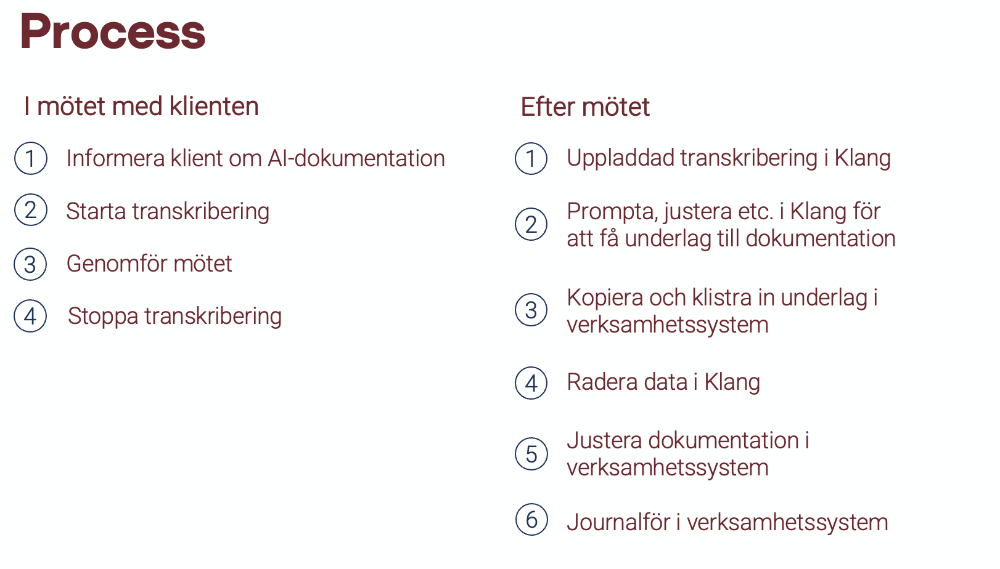 Process
I mötet med klienten
1 Informera klient om AI-dokumentation
2 Starta transkribering
3 Genomför mötet
4 Stoppa transkribering
Efter mötet
1 Uppladdad transkribering i Klang
2 Prompta, justera etc. i Klang för
att få underlag till dokumentation
3 Kopiera och klistra in underlag i
verksamhetssystem
4 Radera data i Klang
5 Justera dokumentation i
verksamhetssystem
6 Journalför i verksamhetssystem